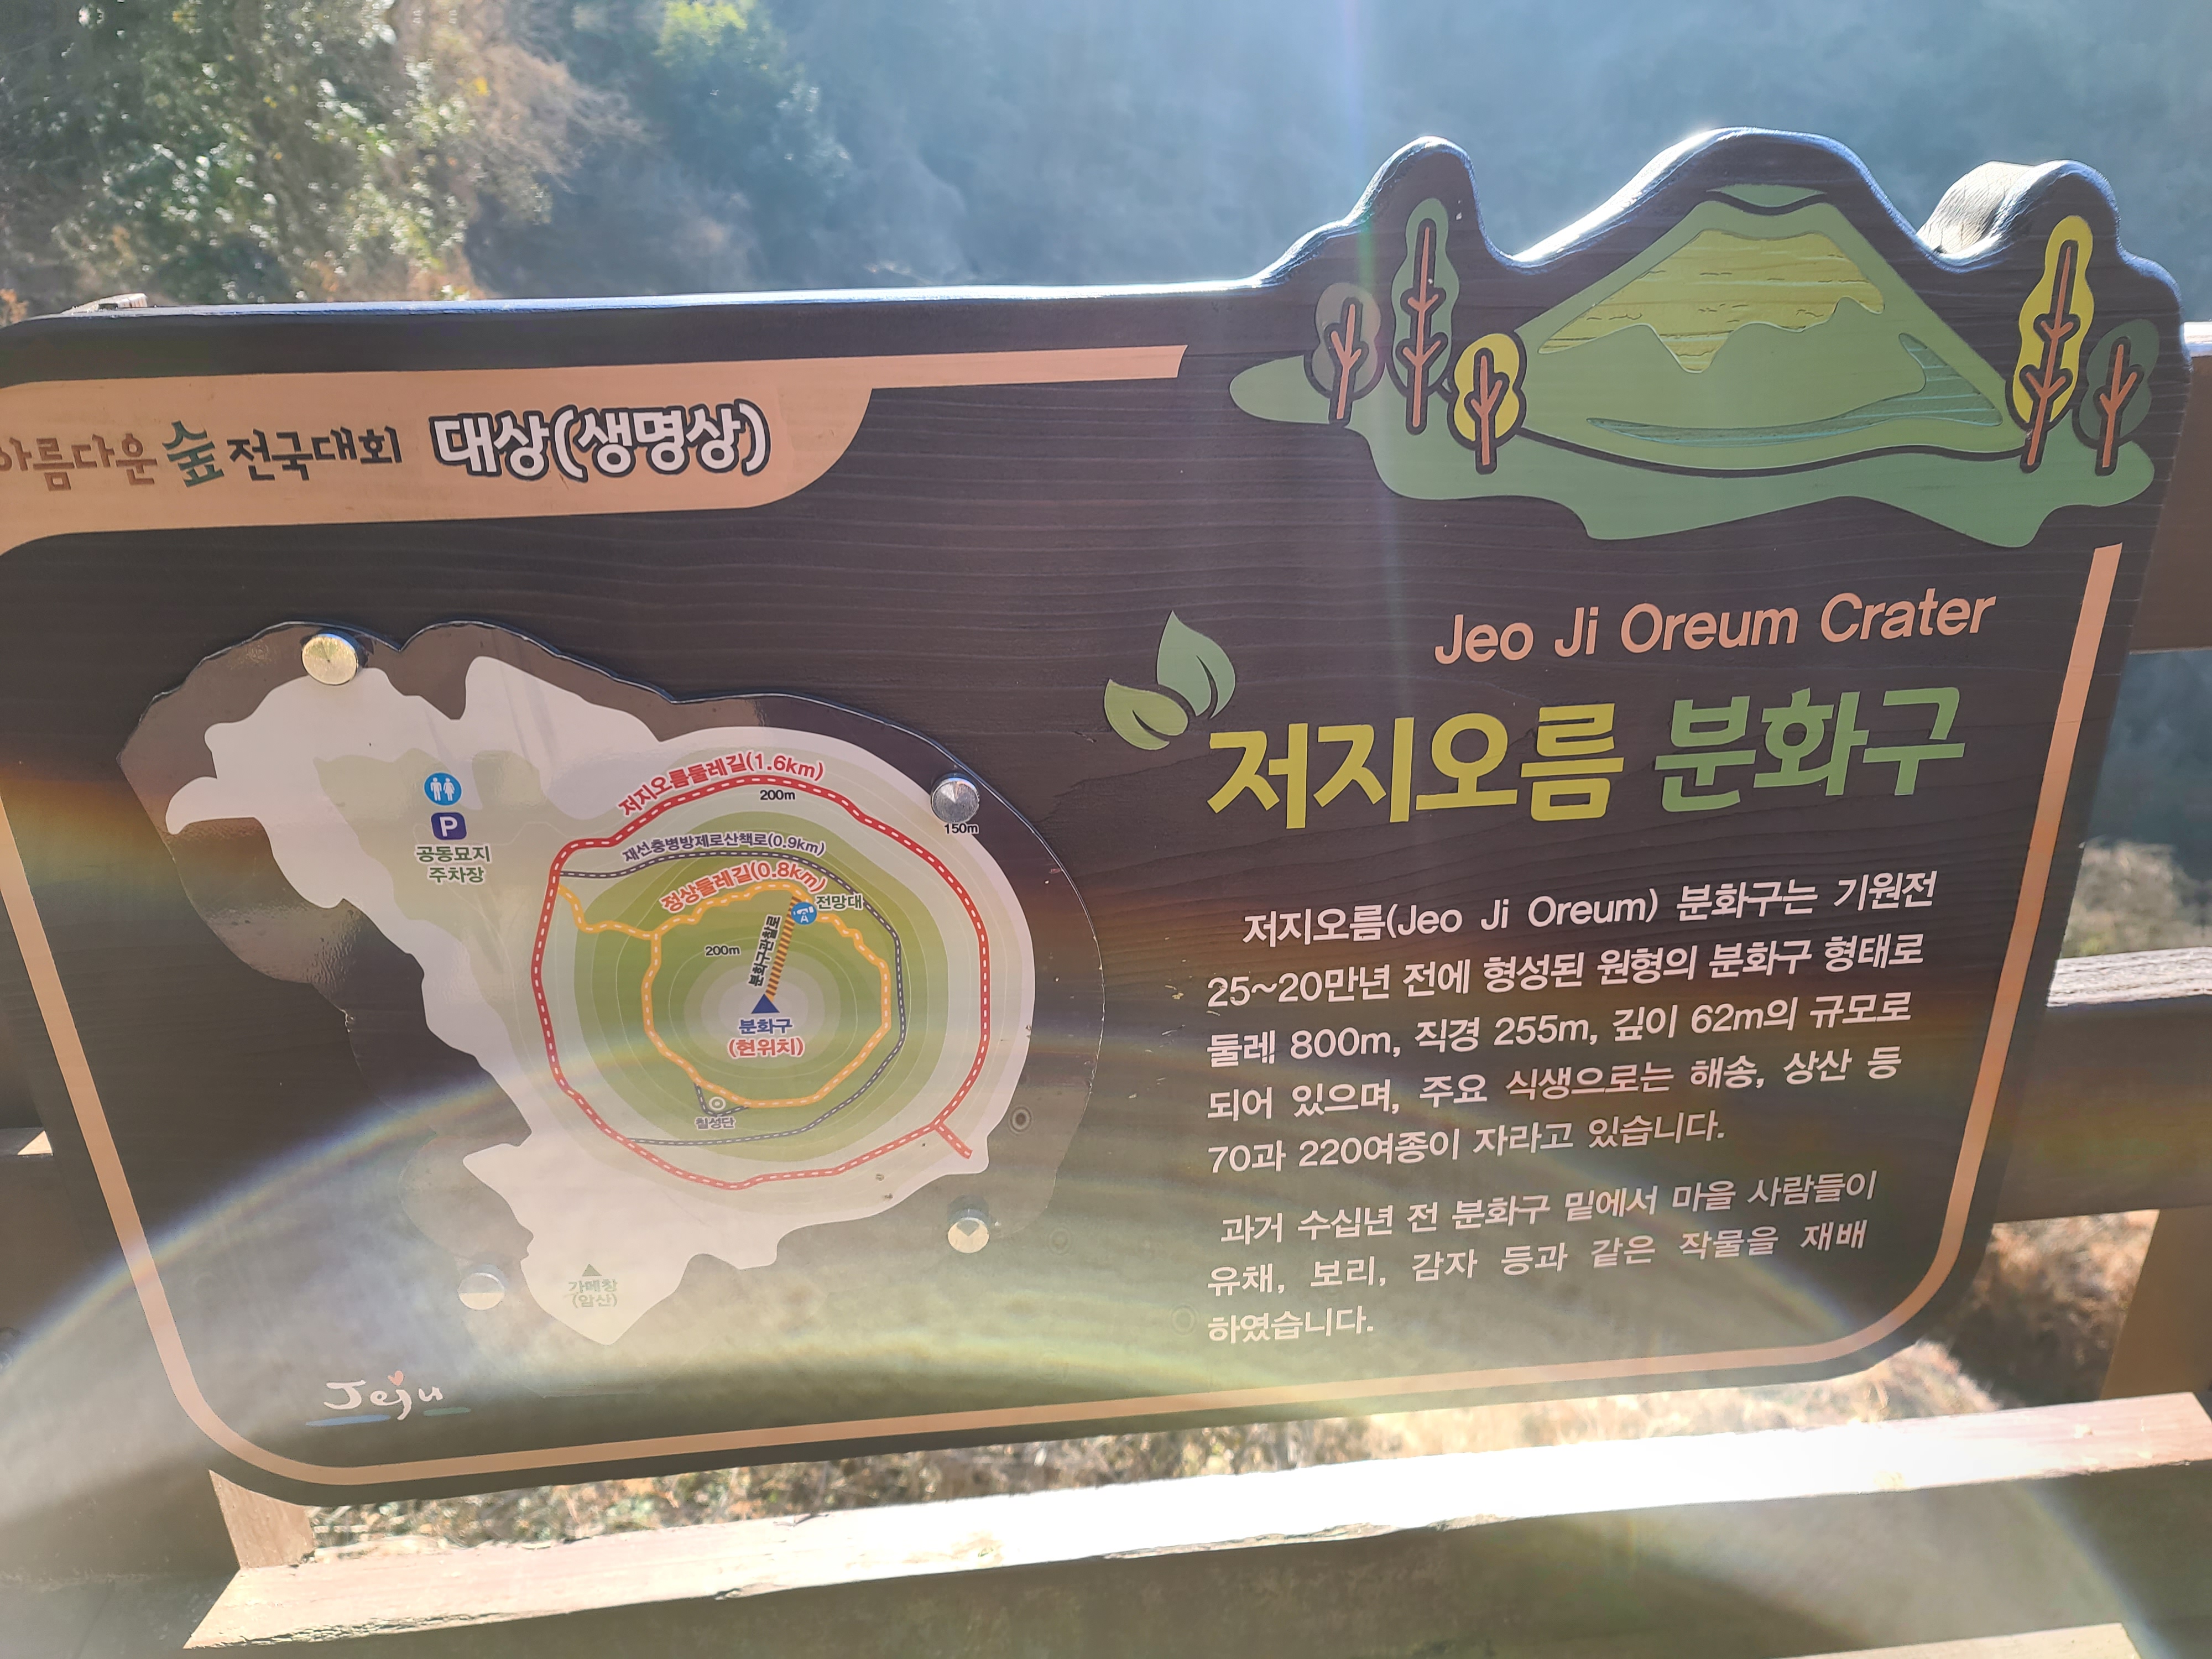 아름다운 숲 전국대회 대상(생명상)
Jeo Ji Oreum Crater
저지오름 분화구
저지오름(Jeo Ji Oreum) 분화구는 기원전
25~20만년 전에 형성된 원형의 분화구 형태로
둘레 800m, 직경 255m, 깊이 62m의 규모로
되어 있으며, 주요 식생으로는 해송, 상산 등
70과 220여종이 자라고 있습니다.
과거 수십년 전 분화구 밑에서 마을 사람들이
유채, 보리, 감자 등과 같은 작물을 재배
하였습니다.
저지오름둘레길(1.6km)
200m
150m
재선충병방제로산책로(0.9km)
정상둘레길(0.8km)
전망대
200m
분화구관찰로
분화구
(현위치)
칠성단
P
공동묘지
주차장
가메창
(암산)
Jeju